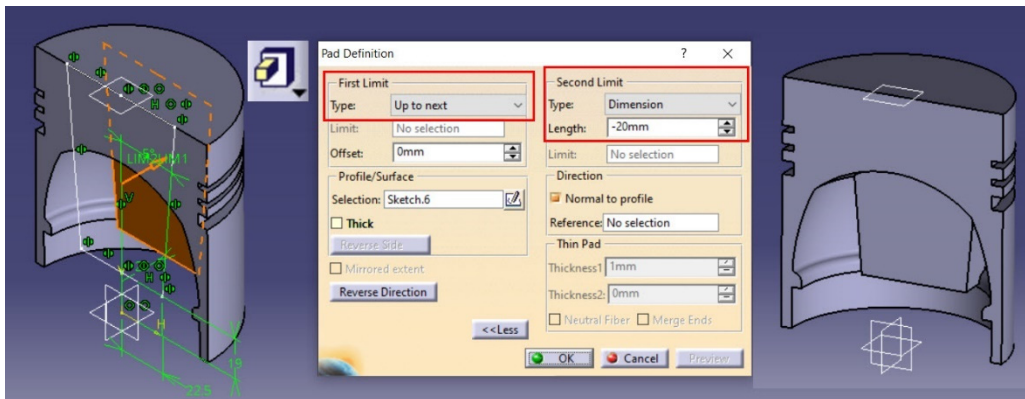 Pad Definition ? X
First Limit
Type: Up to next
Limit: No selection
Offset: 0mm
Profile/Surface
Selection: Sketch.6
Thick
Reverse Side
Mirrored extent
Reverse Direction
<<Less
Second Limit
Type: Dimension
Length: -20mm
Limit: No selection
Direction
Normal to profile
Reference: No selection
Thin Pad
Thickness1 1mm
Thickness2: 0mm
Neutral Fiber Merge Ends
OK Cancel Preview
H
V
H
H
19
22.5